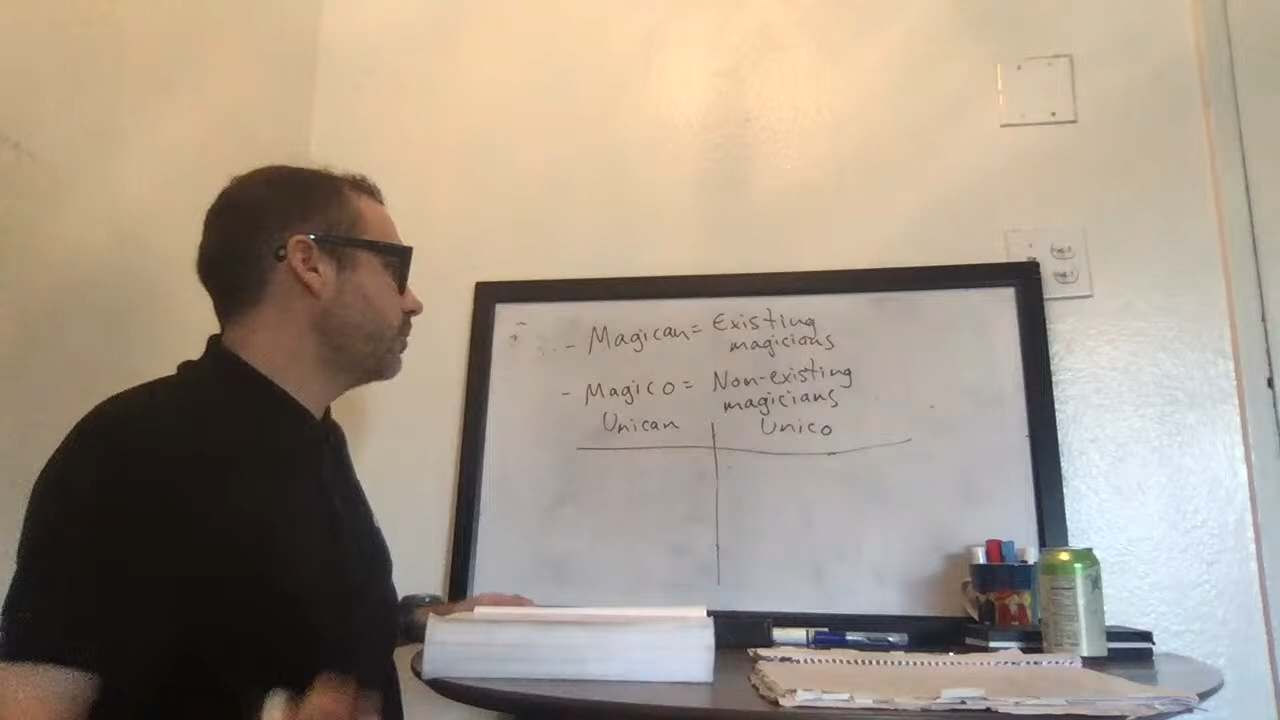 - Magican = Existing
magicians
- Magico = Non-existing
magicians
Unican Unico